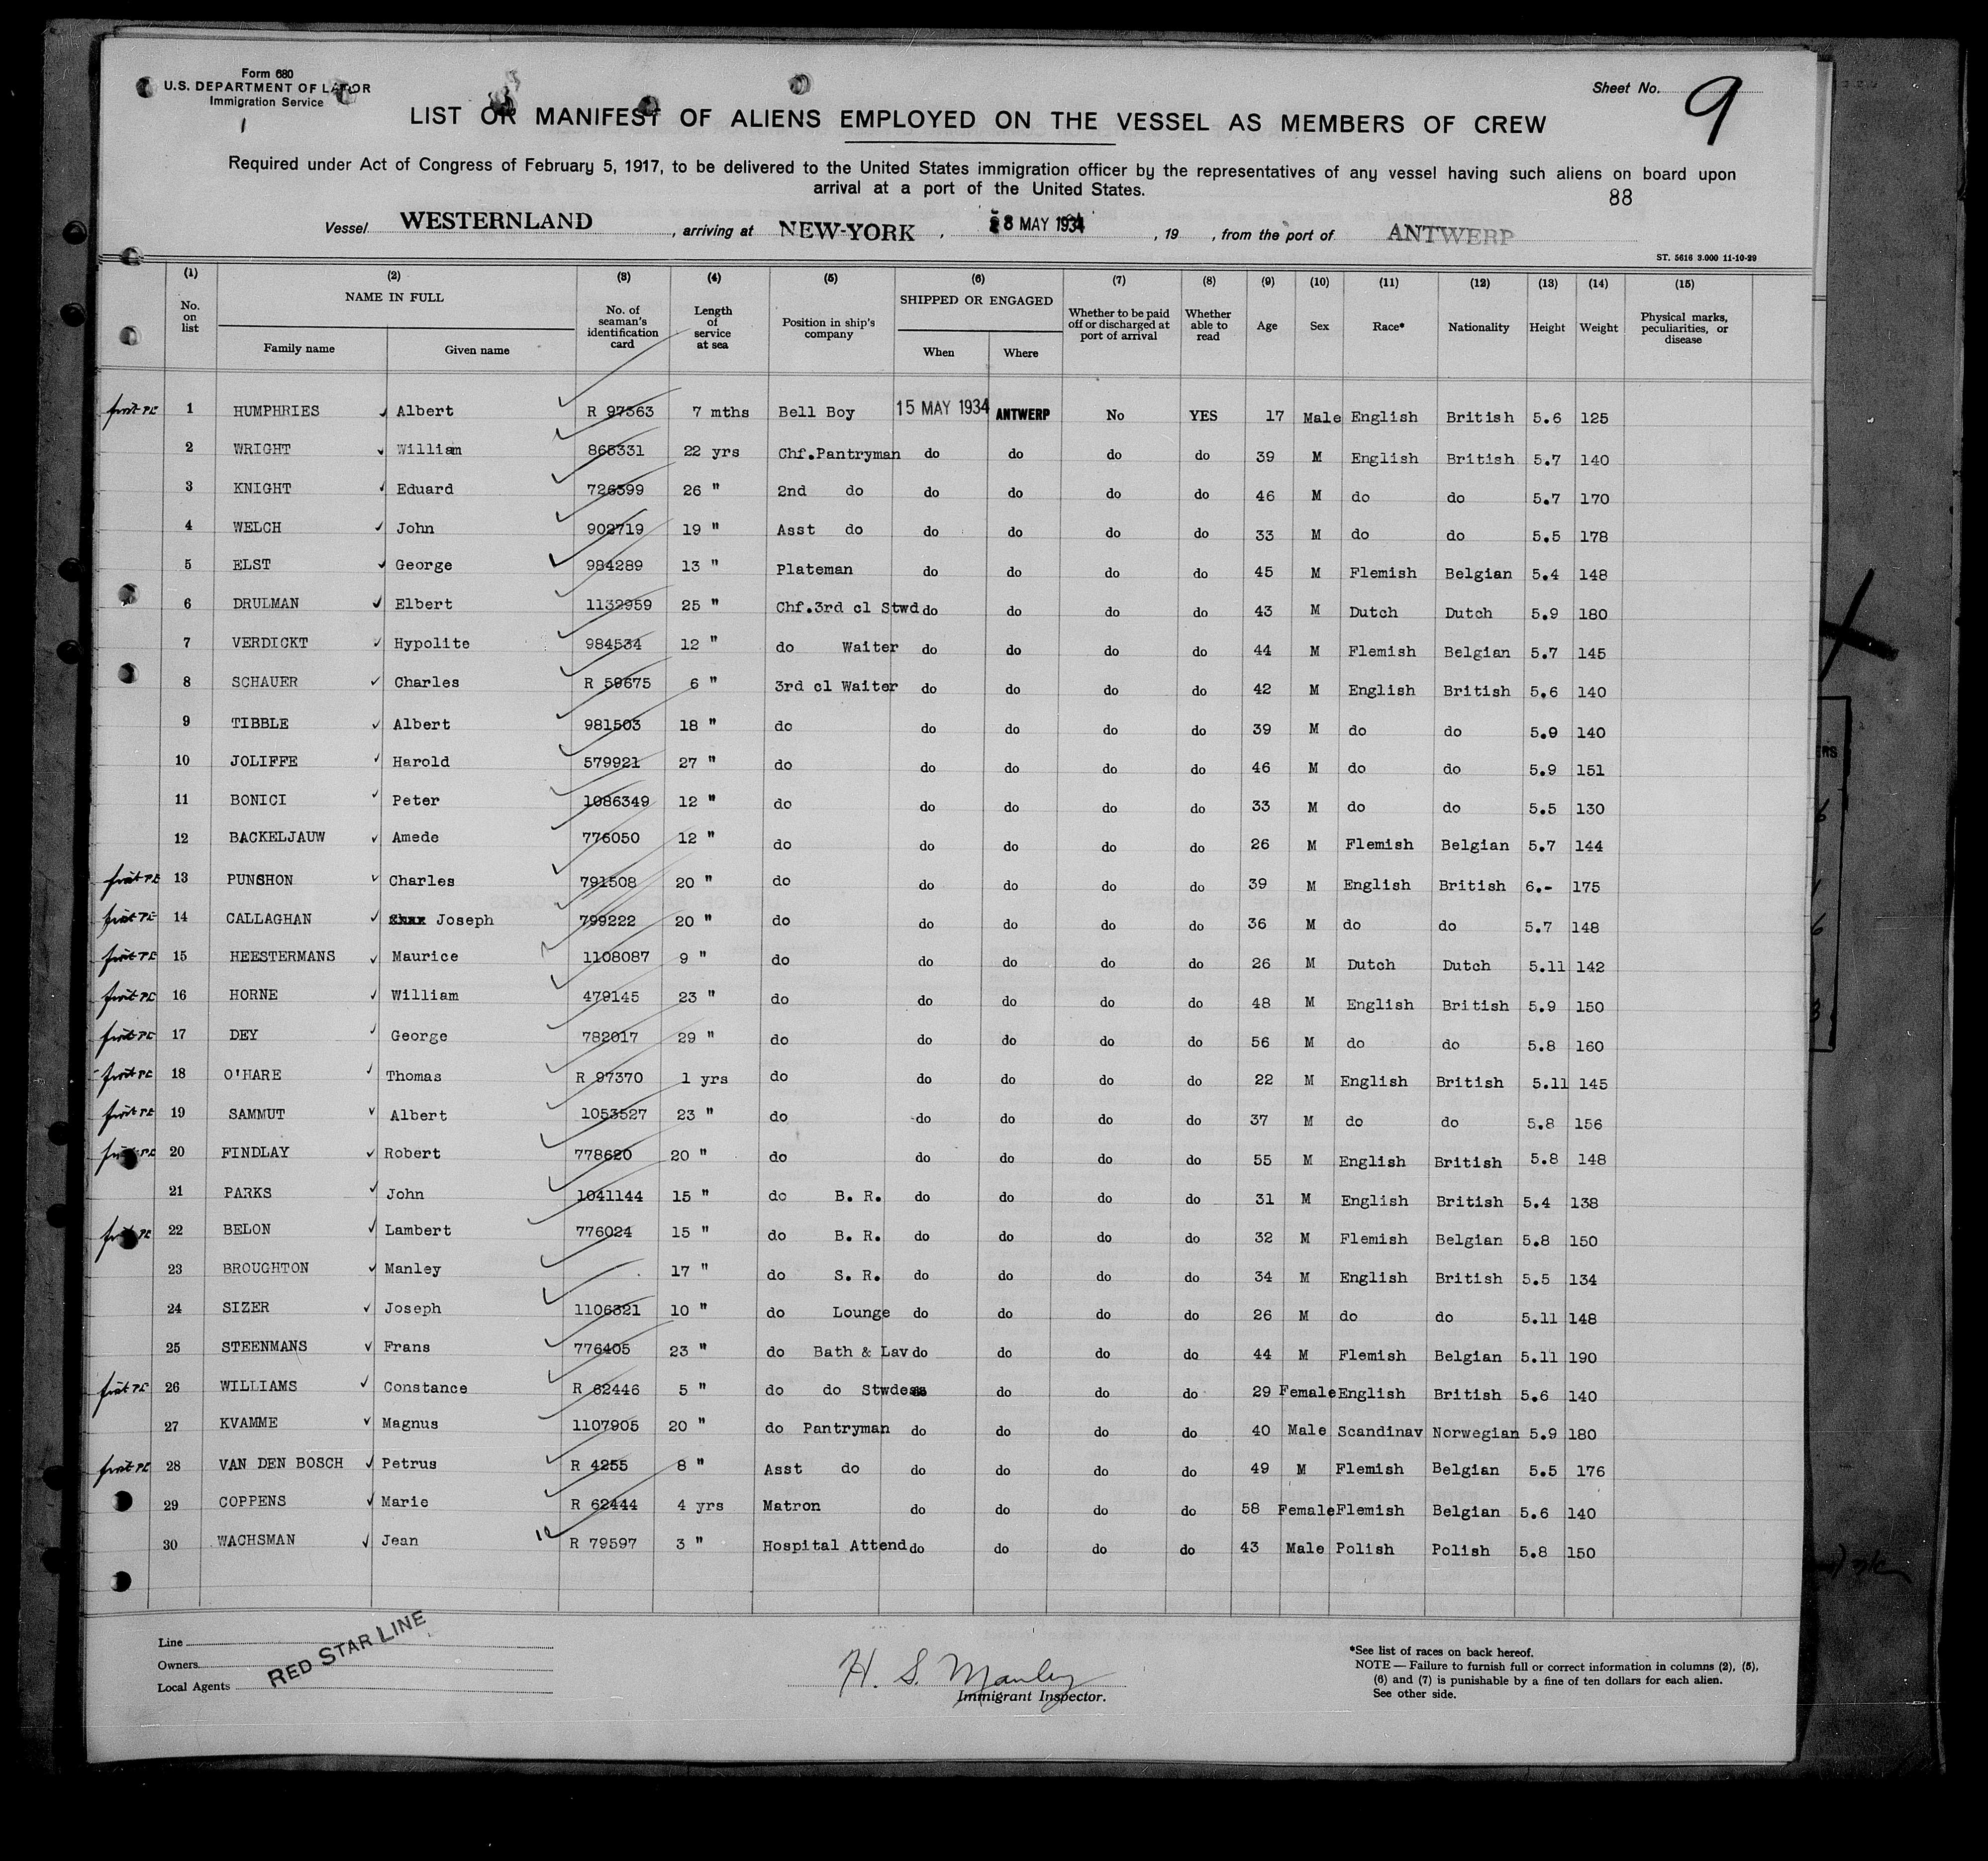 Form 680
U.S. DEPARTMENT OF LABOR
Immigration Service
Sheet No. 9
LIST OR MANIFEST OF ALIENS EMPLOYED ON THE VESSEL AS MEMBERS OF CREW
Required under Act of Congress of February 5, 1917, to be delivered to the United States immigration officer by the representatives of any vessel having such aliens on board upon
arrival at a port of the United States.
88
Vessel WESTERNLAND, arriving at NEW-YORK, 28 MAY 1934, 19 , from the port of ANTWERP
ST. 5616 3.000 11-10-29
(1) (2) (3) (4) (5) (6) (7) (8) (9) (10) (11) (12) (13) (14) (15)
No. on list NAME IN FULL Family name Given name No. of seaman's identification card Length of service at sea Position in ship's company SHIPPED OR ENGAGED When Where Whether to be paid off or discharged at port of arrival Whether able to read Age Sex Race* Nationality Height Weight Physical marks, peculiarities, or disease
1 HUMPHRIES Albert R 97563 7 mths Bell Boy 15 MAY 1934 ANTWERP No YES 17 Male English British 5.6 125
2 WRIGHT William 865331 22 yrs Chf.Pantryman do do do do 39 M English British 5.7 140
3 KNIGHT Eduard 726399 26 " 2nd do do do do do 46 M do do 5.7 170
4 WELCH John 902719 19 " Asst do do do do do 33 M do do 5.5 178
5 ELST George 984289 13 " Plateman do do do do 45 M Flemish Belgian 5.4 148
6 DRULMAN Elbert 1132959 25 " Chf.3rd cl Stwd do do do do 43 M Dutch Dutch 5.9 180
7 VERDICKT Hypolite 984534 12 " do Waiter do do do do 44 M Flemish Belgian 5.7 145
8 SCHAUER Charles R 59675 6 " 3rd cl Waiter do do do do 42 M English British 5.6 140
9 TIBBLE Albert 981503 18 " do do do do do 39 M do do 5.9 140
10 JOLIFFE Harold 579921 27 " do do do do do 46 M do do 5.9 151
11 BONICI Peter 1086349 12 " do do do do do 33 M do do 5.5 130
12 BACKELJAUW Amede 776050 12 " do do do do do 26 M Flemish Belgian 5.7 144
13 PUNSHON Charles 791508 20 " do do do do do 39 M English British 6.- 175
14 CALLAGHAN Joseph 799222 20 " do do do do do 36 M do do 5.7 148
15 HEESTERMANS Maurice 1108087 9 " do do do do do 26 M Dutch Dutch 5.11 142
16 HORNE William 479145 23 " do do do do do 48 M English British 5.9 150
17 DEY George 782017 29 " do do do do do 56 M do do 5.8 160
18 O'HARE Thomas R 97370 1 yrs do do do do do 22 M English British 5.11 145
19 SAMMUT Albert 1053527 23 " do do do do do 37 M do do 5.8 156
20 FINDLAY Robert 778620 20 " do do do do do 55 M English British 5.8 148
21 PARKS John 1041144 15 " do B. R. do do do do 31 M English British 5.4 138
22 BELON Lambert 776024 15 " do B. R. do do do do 32 M Flemish Belgian 5.8 150
23 BROUGHTON Manley 17 " do S. R. do do do do 34 M English British 5.5 134
24 SIZER Joseph 1106321 10 " do Lounge do do do do 26 M do do 5.11 148
25 STEENMANS Frans 776405 23 " do Bath & Lav do do do do 44 M Flemish Belgian 5.11 190
26 WILLIAMS Constance R 62446 5 " do do Stwdess do do do 29 Female English British 5.6 140
27 KVAMME Magnus 1107905 20 " do Pantryman do do do do 40 Male Scandinav Norwegian 5.9 180
28 VAN DEN BOSCH Petrus R 4255 8 " Asst do do do do do 49 M Flemish Belgian 5.5 176
29 COPPENS Marie R 62444 4 yrs Matron do do do do 58 Female Flemish Belgian 5.6 140
30 WACHSMAN Jean R 79597 3 " Hospital Attend do do do do 43 Male Polish Polish 5.8 150
Line
Owners
Local Agents
RED STAR LINE
H. S. Manley
Immigrant Inspector.
*See list of races on back hereof.
NOTE — Failure to furnish full or correct information in columns (2), (5),
(6) and (7) is punishable by a fine of ten dollars for each alien.
See other side.